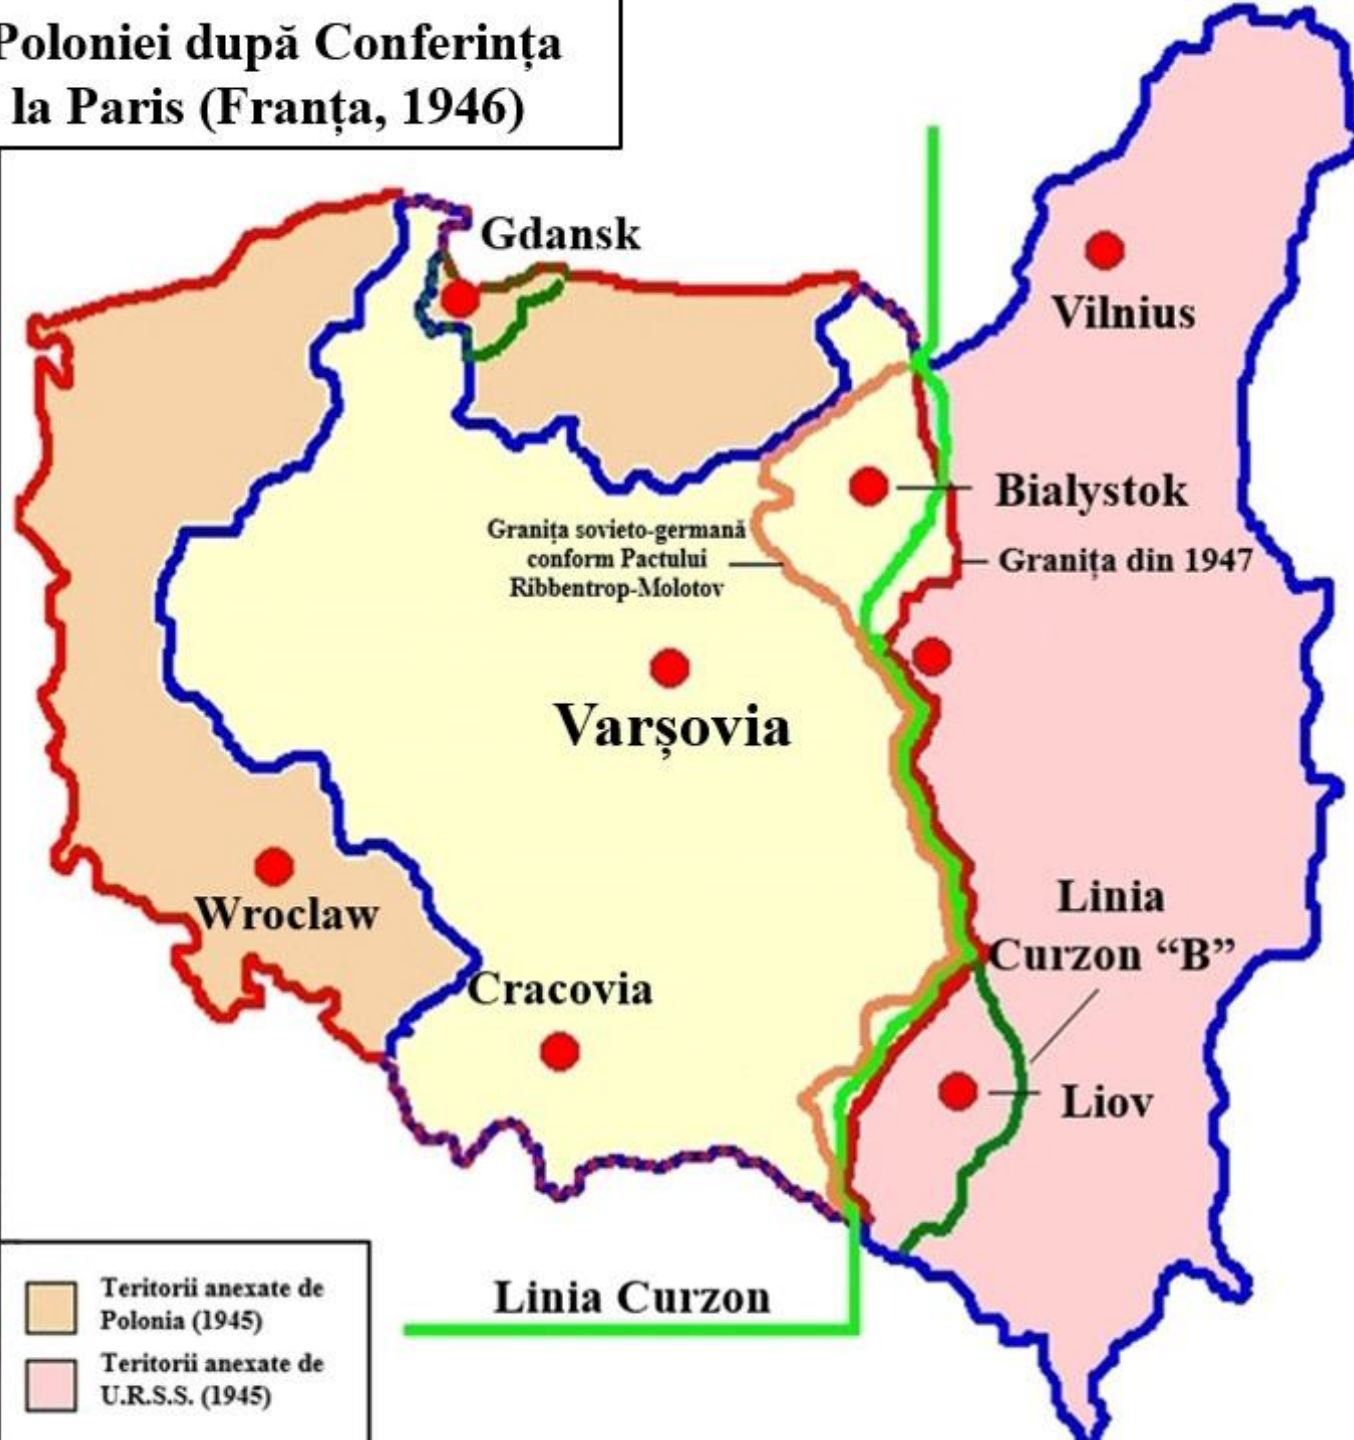 Poloniei după Conferința
la Paris (Franța, 1946)
Gdansk
Vilnius
Bialystok
Granița sovieto-germană
conform Pactului
Ribbentrop-Molotov
Granița din 1947
Varșovia
Wroclaw
Linia
Curzon “B”
Cracovia
Liov
Linia Curzon
Teritorii anexate de
Polonia (1945)
Teritorii anexate de
U.R.S.S. (1945)